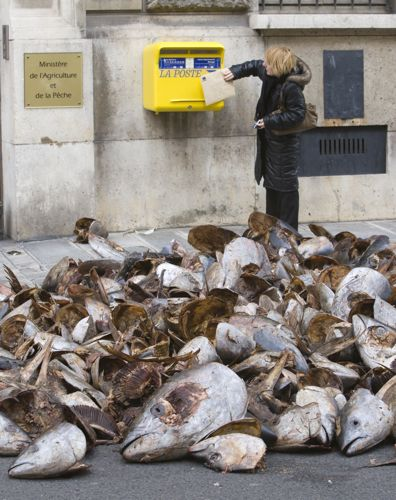 Ministère
de l'Agriculture
et
de la Pêche
LA POSTE